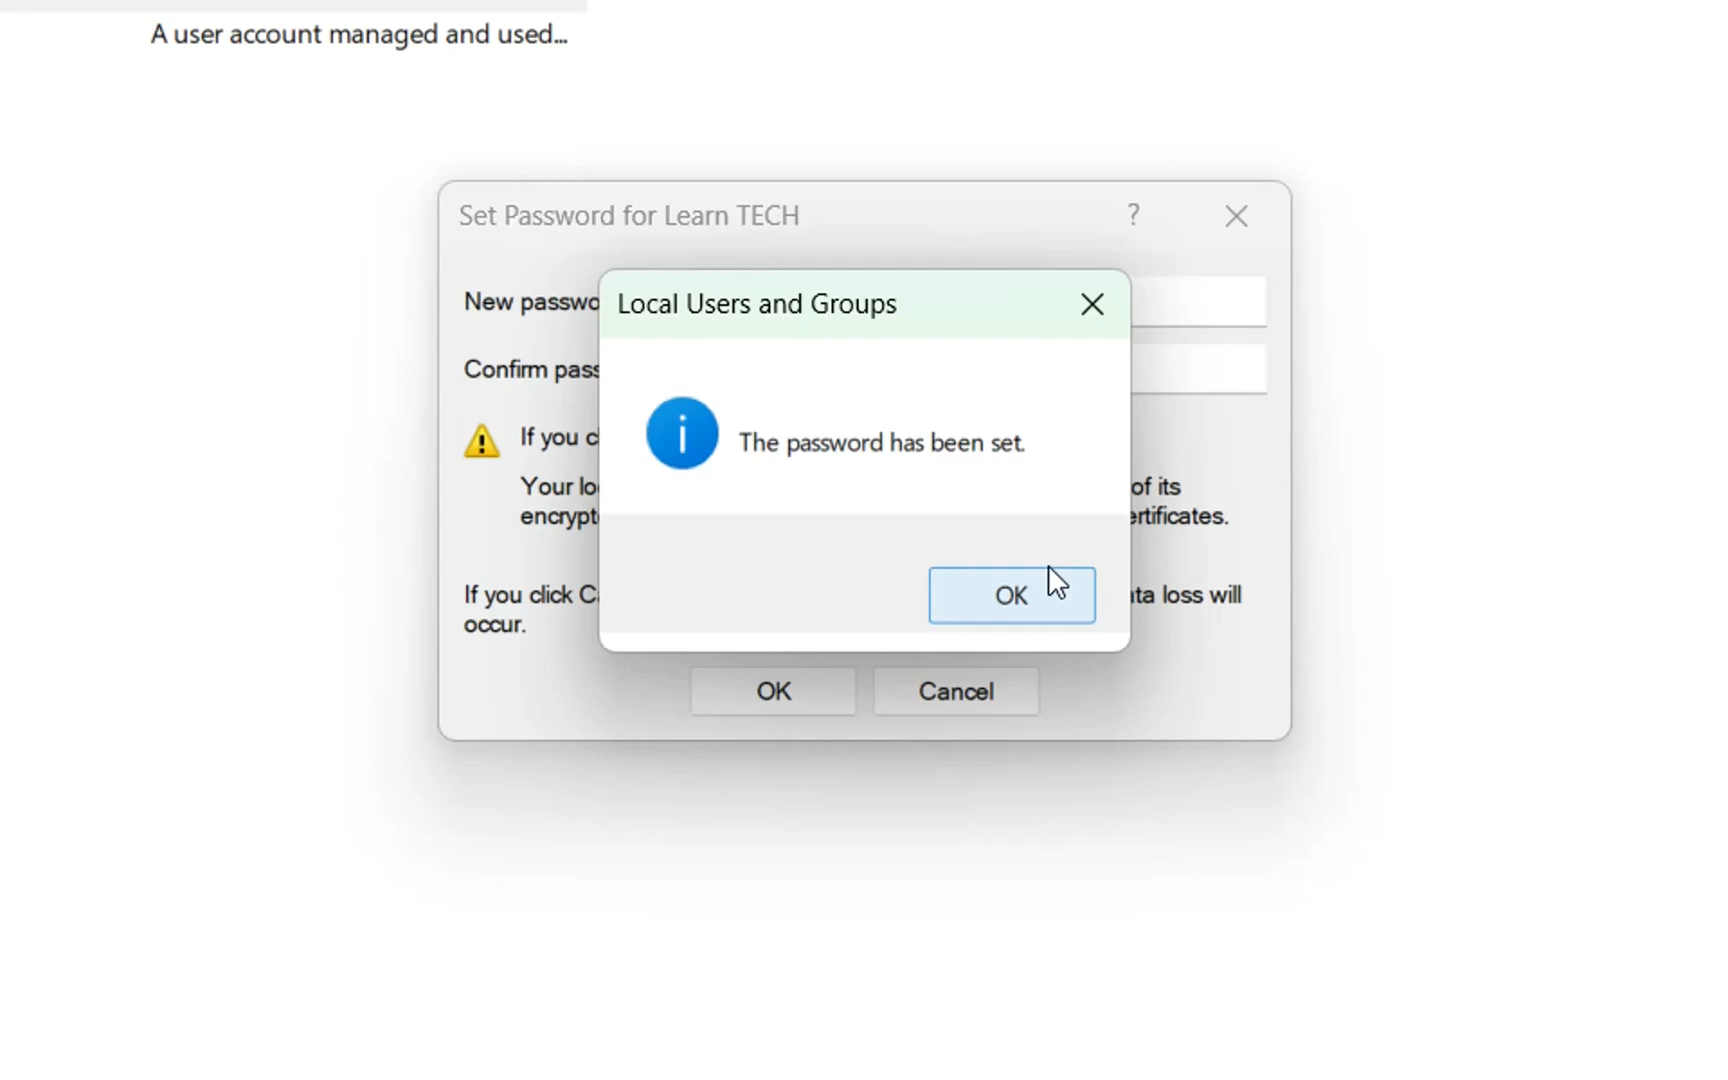 A user account managed and used...
Set Password for Learn TECH
?
New passwo
Local Users and Groups
Confirm pass
If you c
The password has been set.
Your lo
of its
encrypt
ertificates.
If you click C
ta loss will
occur.
OK
OK
Cancel